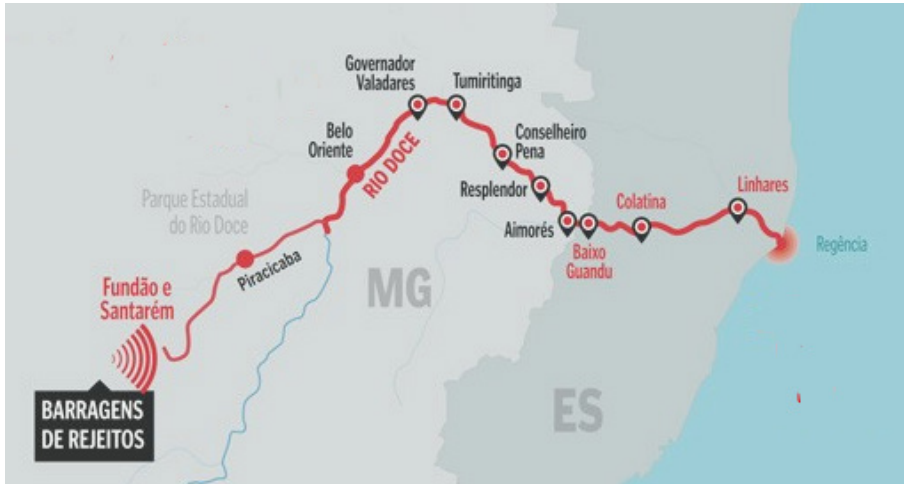 Governador
Valadares
Tumiritinga
Belo
Oriente
RIO DOCE
Conselheiro
Pena
Parque Estadual
do Rio Doce
Resplendor
Colatina
Linhares
Aimorés
Baixo
Guandu
Regência
Piracicaba
Fundão e
Santarém
MG
ES
BARRAGENS
DE REJEITOS